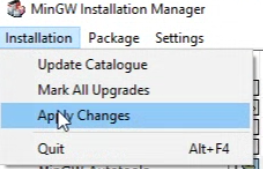 MinGW Installation Manager
Installation Package Settings
Update Catalogue
Mark All Upgrades
Apply Changes
Quit Alt+F4